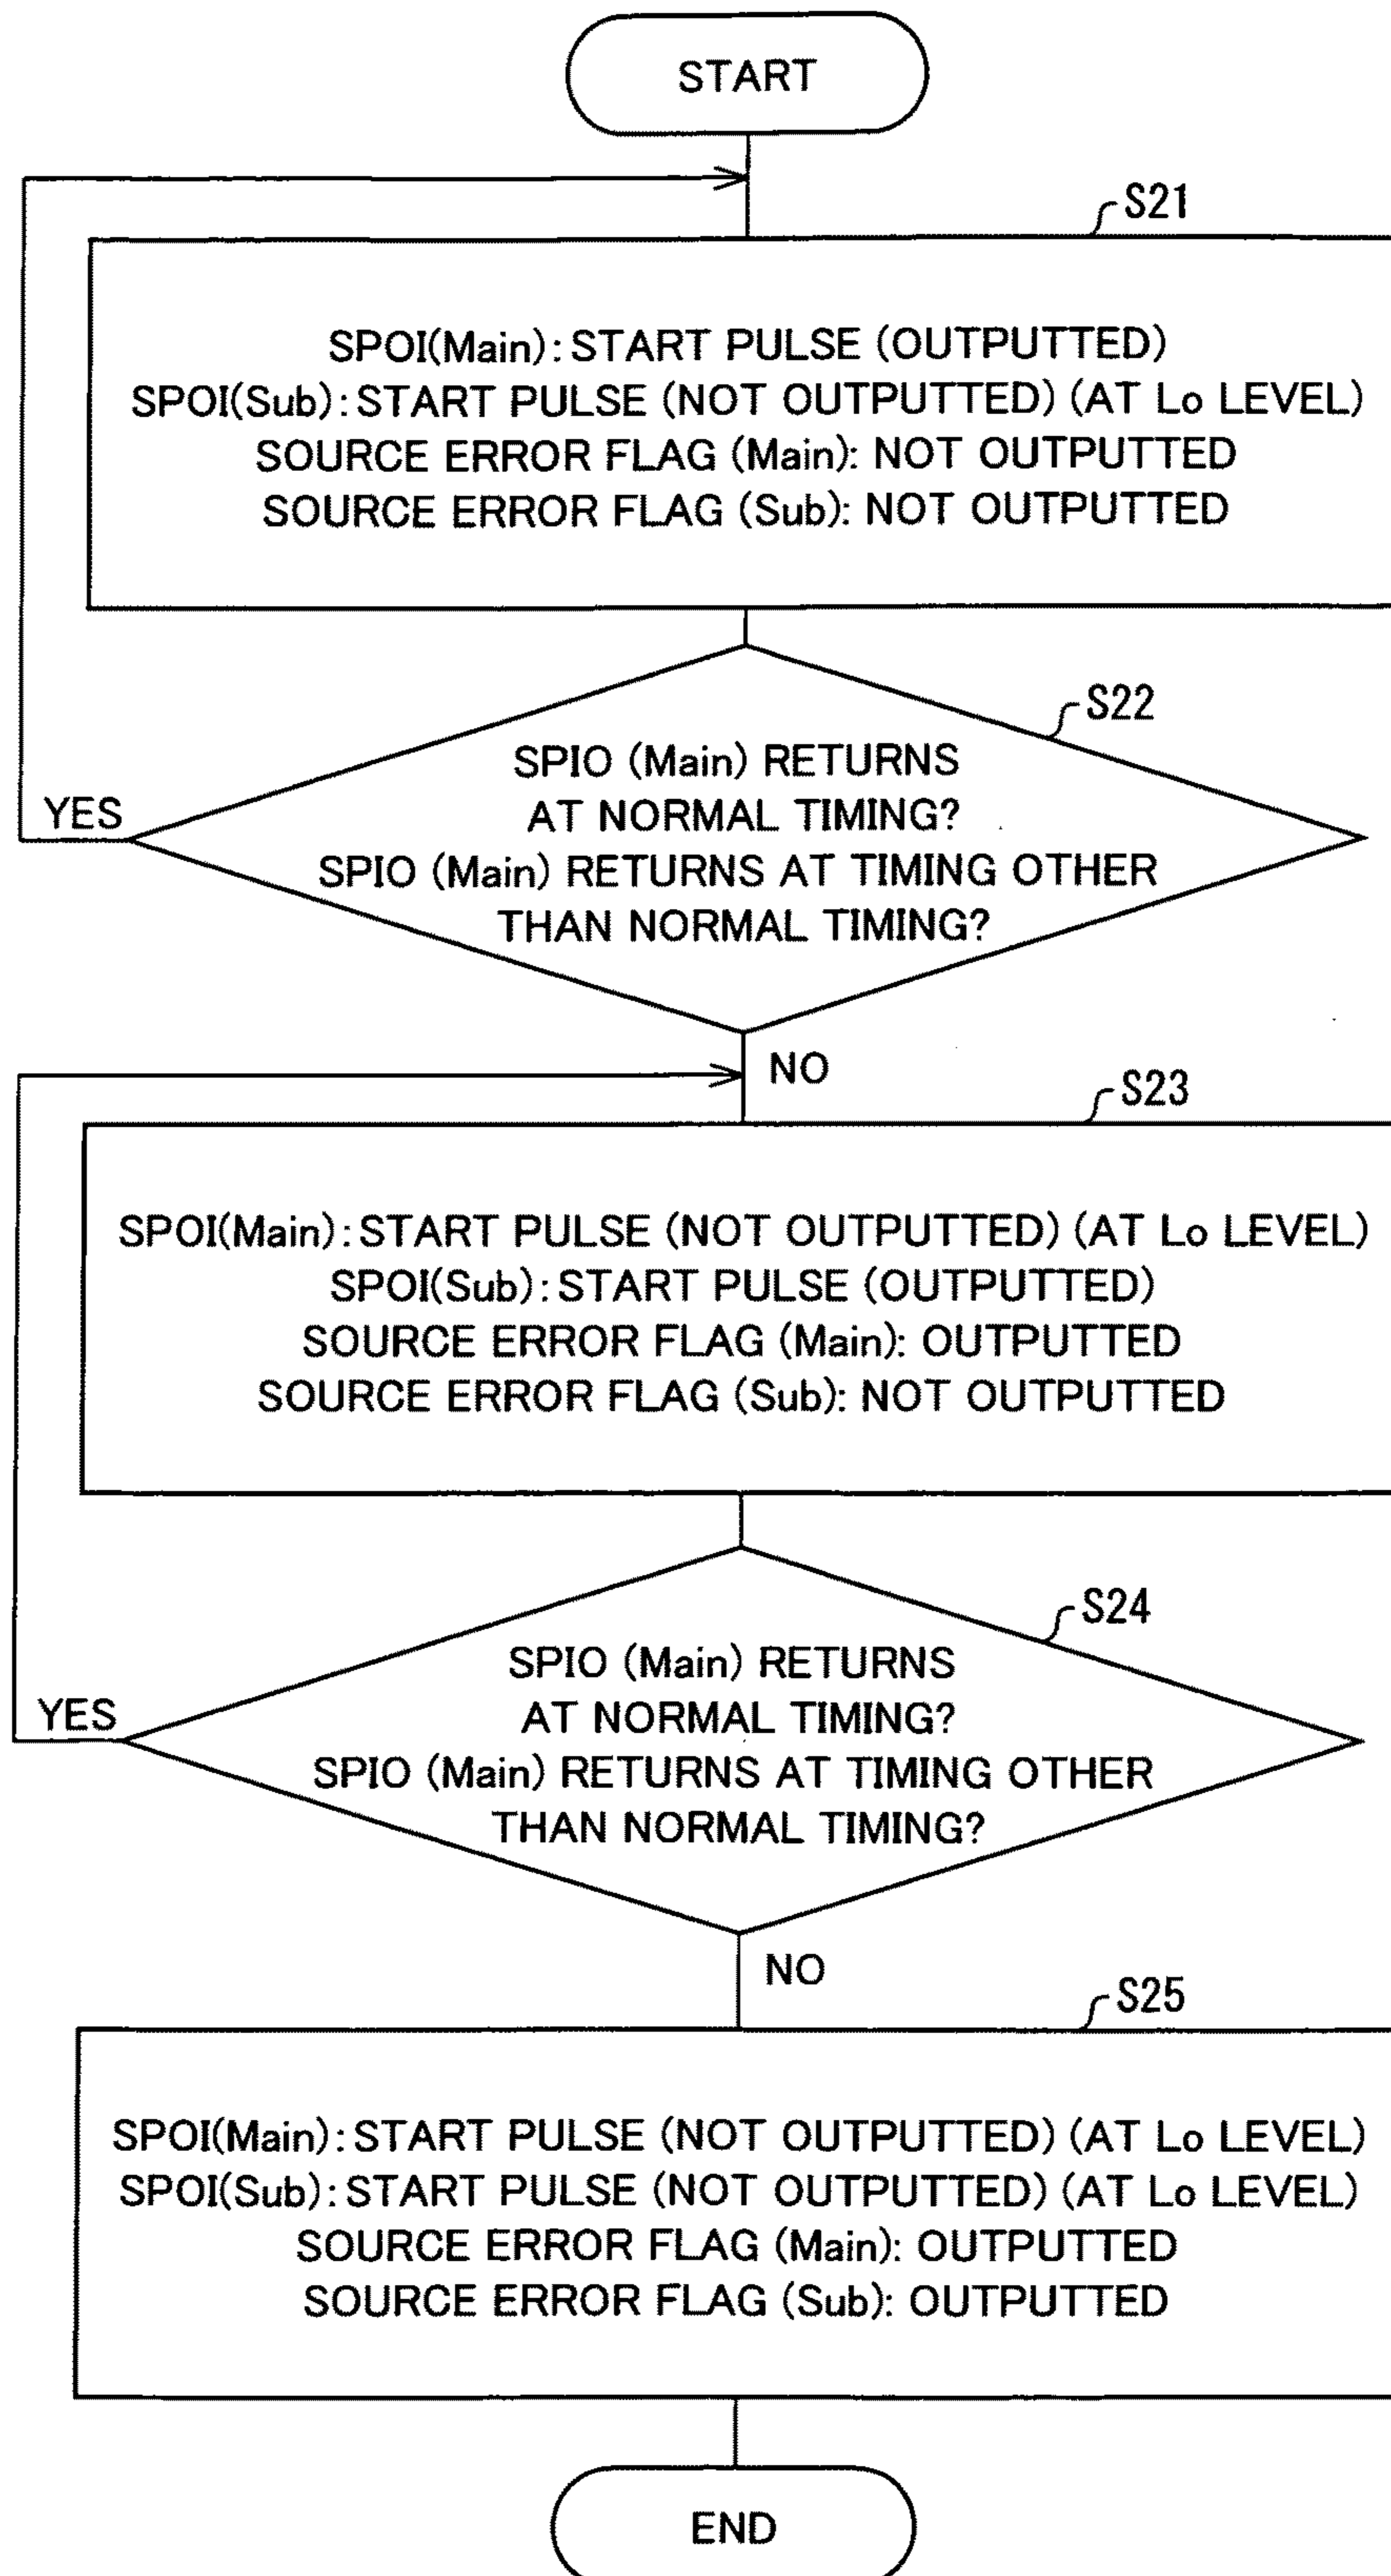 START
S21
SPOI(Main): START PULSE (OUTPUTTED)
SPOI(Sub): START PULSE (NOT OUTPUTTED) (AT Lo LEVEL)
SOURCE ERROR FLAG (Main): NOT OUTPUTTED
SOURCE ERROR FLAG (Sub): NOT OUTPUTTED
S22
SPIO (Main) RETURNS
AT NORMAL TIMING?
SPIO (Main) RETURNS AT TIMING OTHER
THAN NORMAL TIMING?
YES
NO
S23
SPOI(Main): START PULSE (NOT OUTPUTTED) (AT Lo LEVEL)
SPOI(Sub): START PULSE (OUTPUTTED)
SOURCE ERROR FLAG (Main): OUTPUTTED
SOURCE ERROR FLAG (Sub): NOT OUTPUTTED
S24
SPIO (Main) RETURNS
AT NORMAL TIMING?
SPIO (Main) RETURNS AT TIMING OTHER
THAN NORMAL TIMING?
YES
NO
S25
SPOI(Main): START PULSE (NOT OUTPUTTED) (AT Lo LEVEL)
SPOI(Sub): START PULSE (NOT OUTPUTTED) (AT Lo LEVEL)
SOURCE ERROR FLAG (Main): OUTPUTTED
SOURCE ERROR FLAG (Sub): OUTPUTTED
END